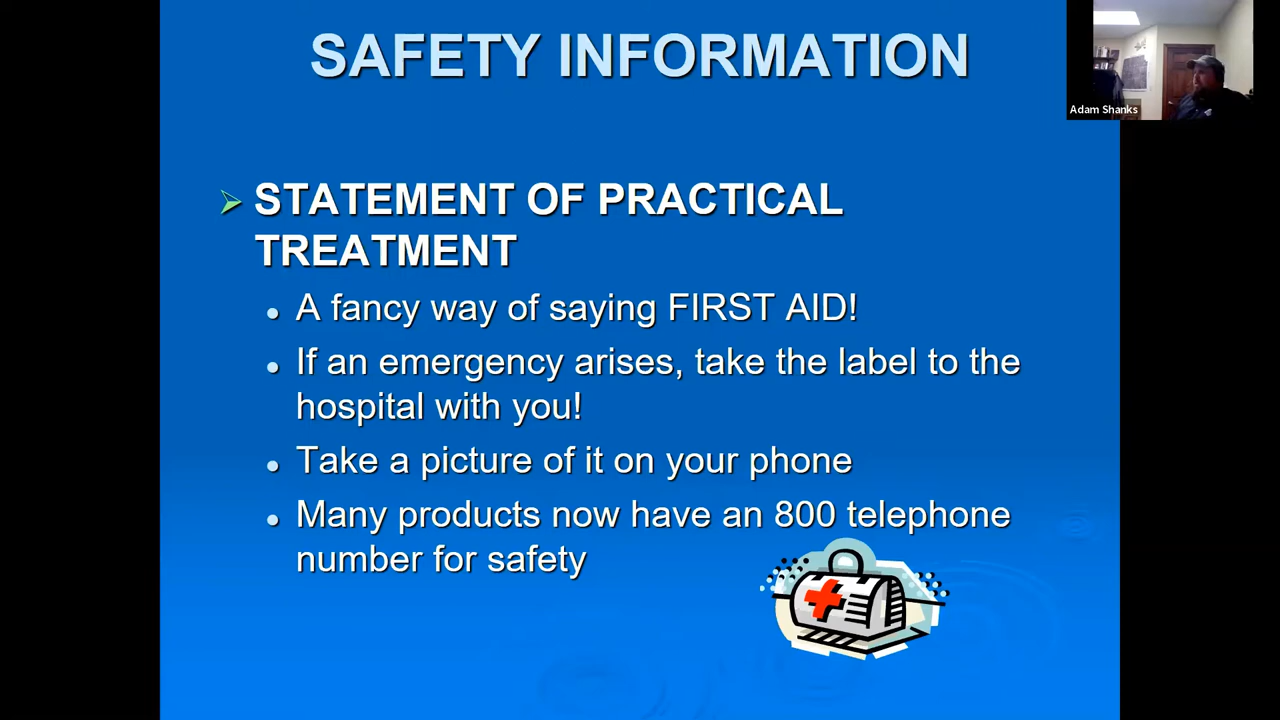 SAFETY INFORMATION
Adam Shanks
STATEMENT OF PRACTICAL
TREATMENT
A fancy way of saying FIRST AID!
If an emergency arises, take the label to the
hospital with you!
Take a picture of it on your phone
Many products now have an 800 telephone
number for safety